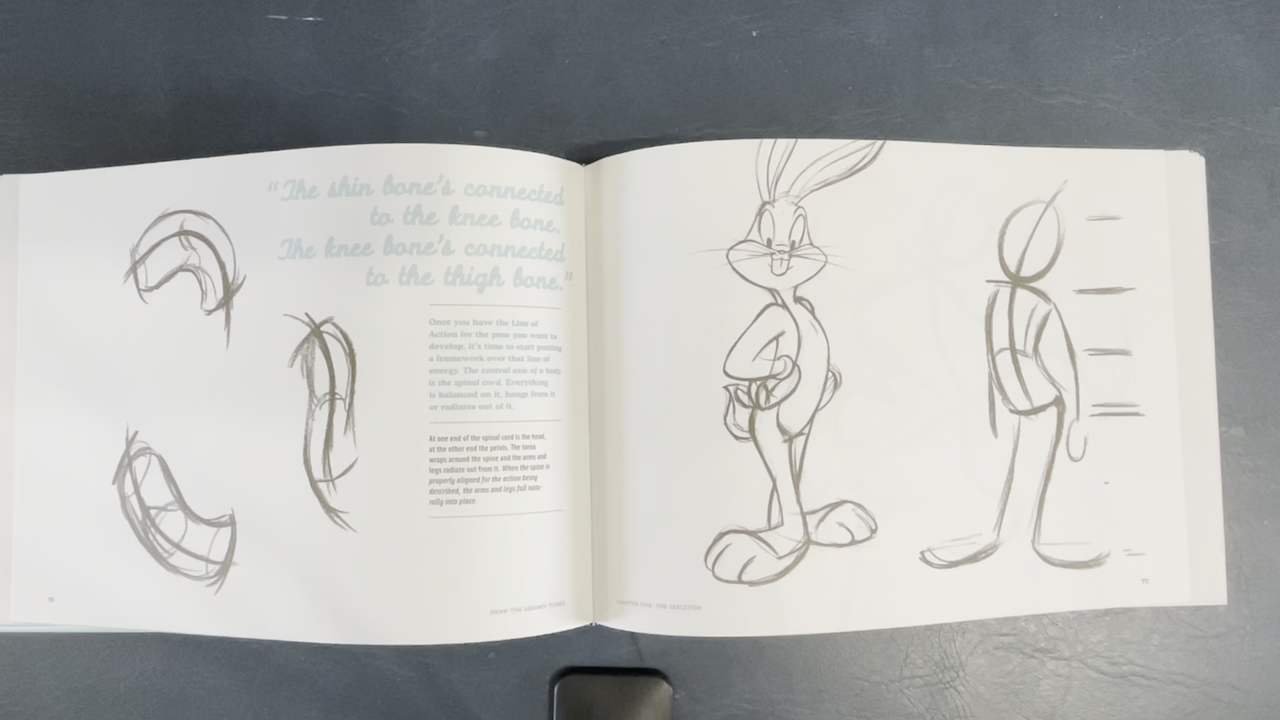 “The shin bone's connected
to the knee bone.
The knee bone's connected
to the thigh bone.”
Once you have the Line of
Action for the pose you want to
develop, it's time to start putting
a framework over that line of
energy. The central axis of a body
is the spinal cord. Everything
is balanced on it, hangs from it
or radiates out of it.
At one end of the spinal cord is the head,
at the other end the pelvis. The torso
wraps around the spine and the arms and
legs radiate out from it. When the spine is
properly aligned for the action being
described, the arms and legs fall natu-
rally into place.
DRAW THE LOONEY TUNES
CHAPTER FIVE: THE SKELETON